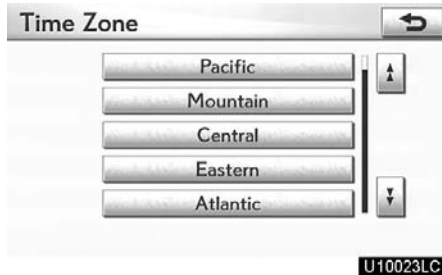 Time Zone
Pacific
Mountain
Central
Eastern
Atlantic
U10023LC